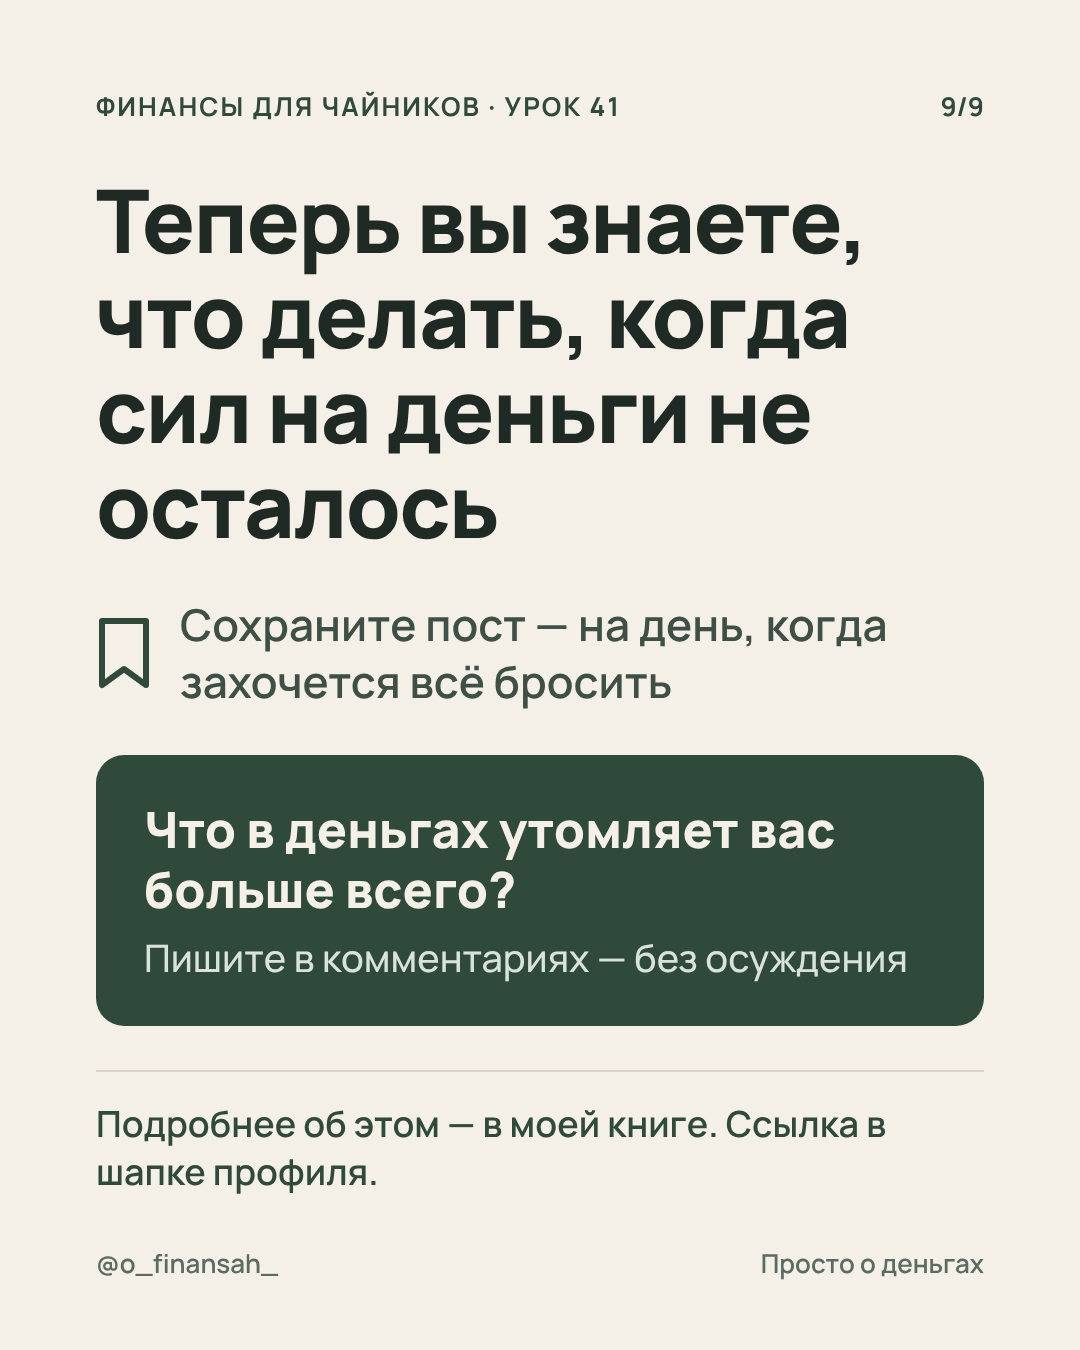 ФИНАНСЫ ДЛЯ ЧАЙНИКОВ · УРОК 41
9/9
Теперь вы знаете,
что делать, когда
сил на деньги не
осталось
Сохраните пост — на день, когда
захочется всё бросить
Что в деньгах утомляет вас
больше всего?
Пишите в комментариях — без осуждения
Подробнее об этом — в моей книге. Ссылка в
шапке профиля.
@o_finansah_
Просто о деньгах